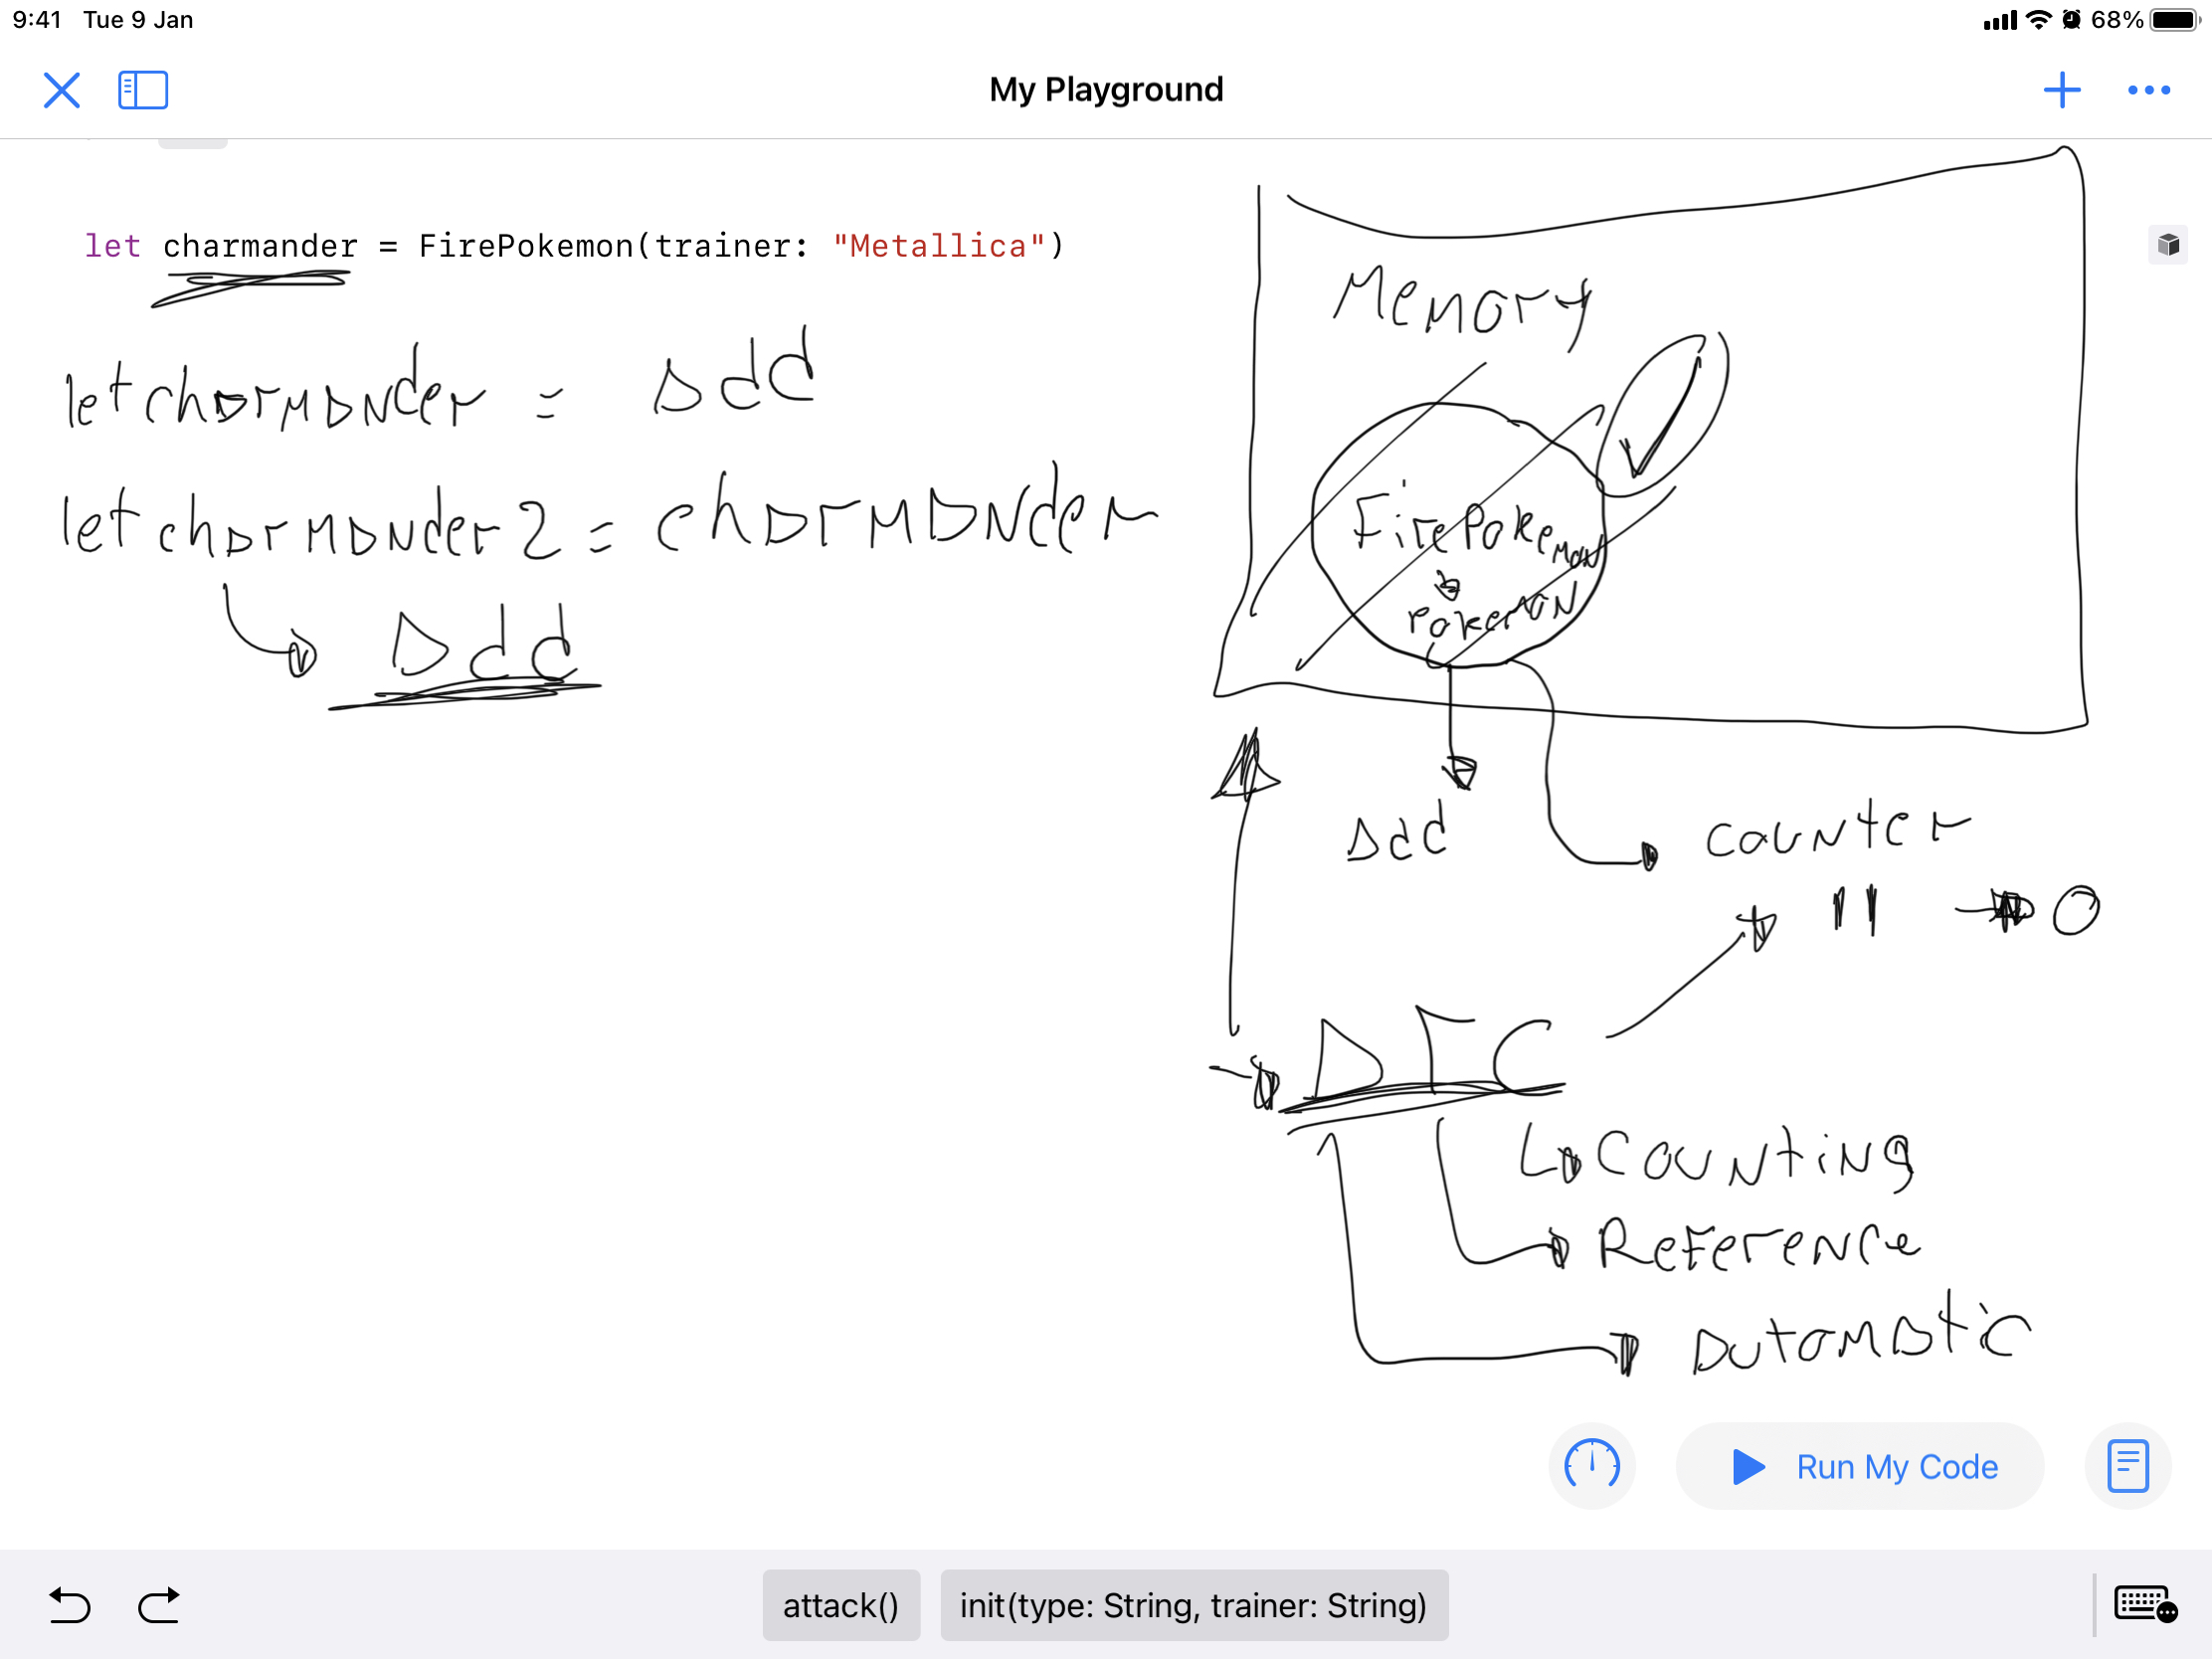 9:41 Tue 9 Jan
68%
My Playground
let charmander = FirePokemon(trainer: "Metallica")
let charmander = add
let charmander2 = charmander
add
Memory
FirePokemon
Pokemon
add
counter
11 → 0
arc
Counting
Reference
automatic
Run My Code
attack()
init(type: String, trainer: String)